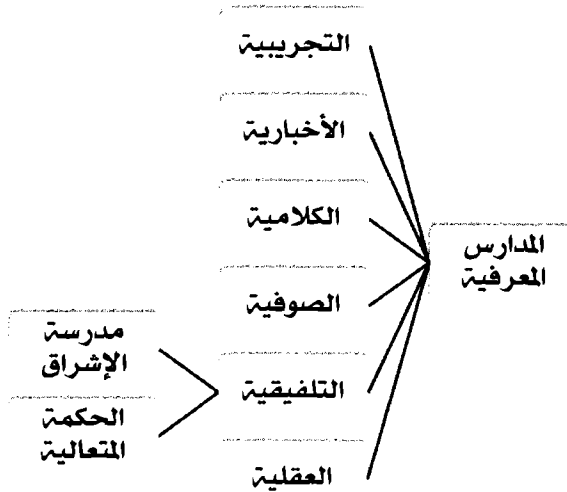 المدارس
المعرفية
التجريبية
الأخبارية
الكلامية
الصوفية
التلفيقية
العقلية
مدرسة
الإشراق
الحكمة
المتعالية